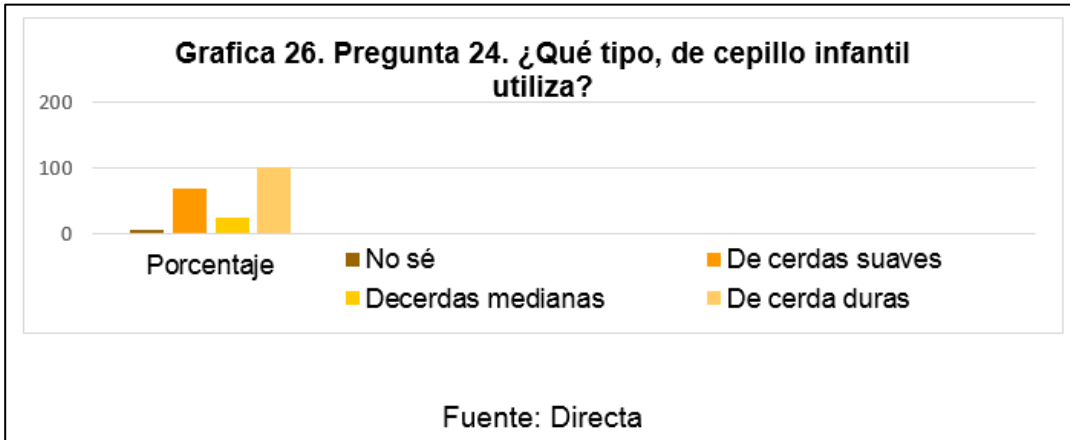 Grafica 26. Pregunta 24. ¿Qué tipo, de cepillo infantil
utiliza?
200
100
0
Porcentaje
No sé
De cerdas suaves
Decerdas medianas
De cerda duras
Fuente: Directa